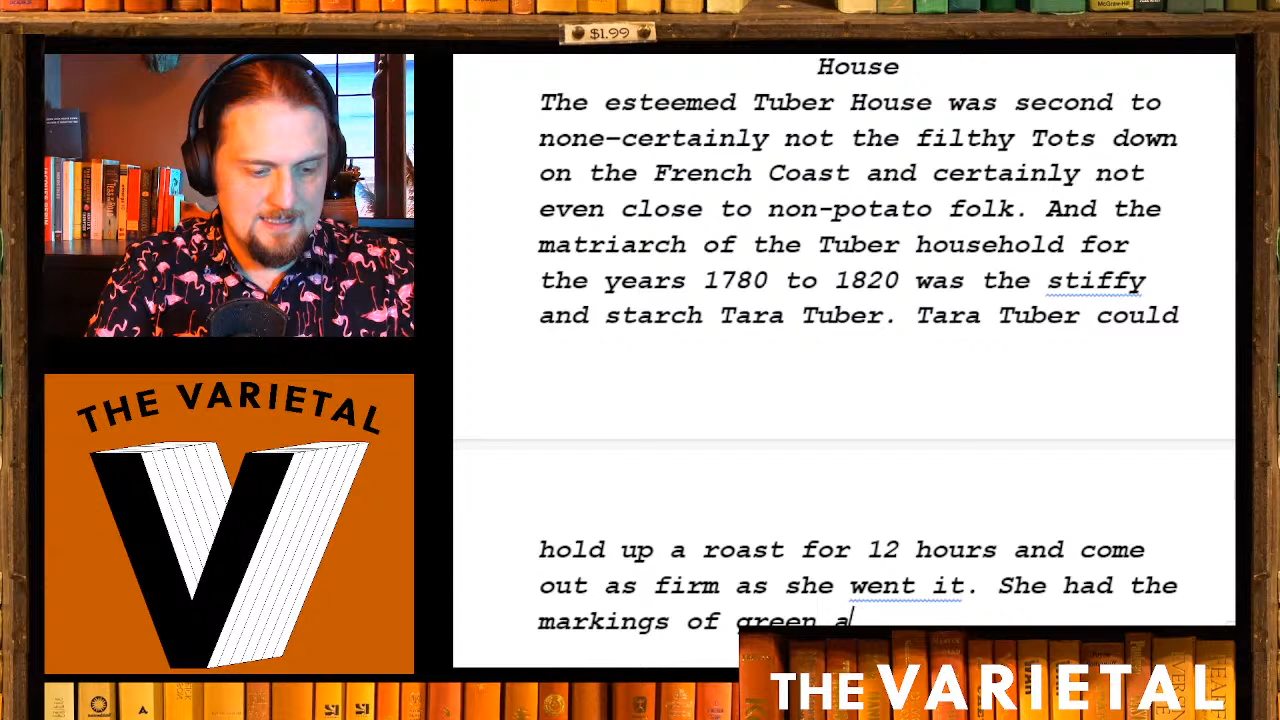 $1.99
House
The esteemed Tuber House was second to
none—certainly not the filthy Tots down
on the French Coast and certainly not
even close to non-potato folk. And the
matriarch of the Tuber household for
the years 1780 to 1820 was the stiffy
and starch Tara Tuber. Tara Tuber could
hold up a roast for 12 hours and come
out as firm as she went it. She had the
markings of green a
THE VARIETAL
THE VARIETAL